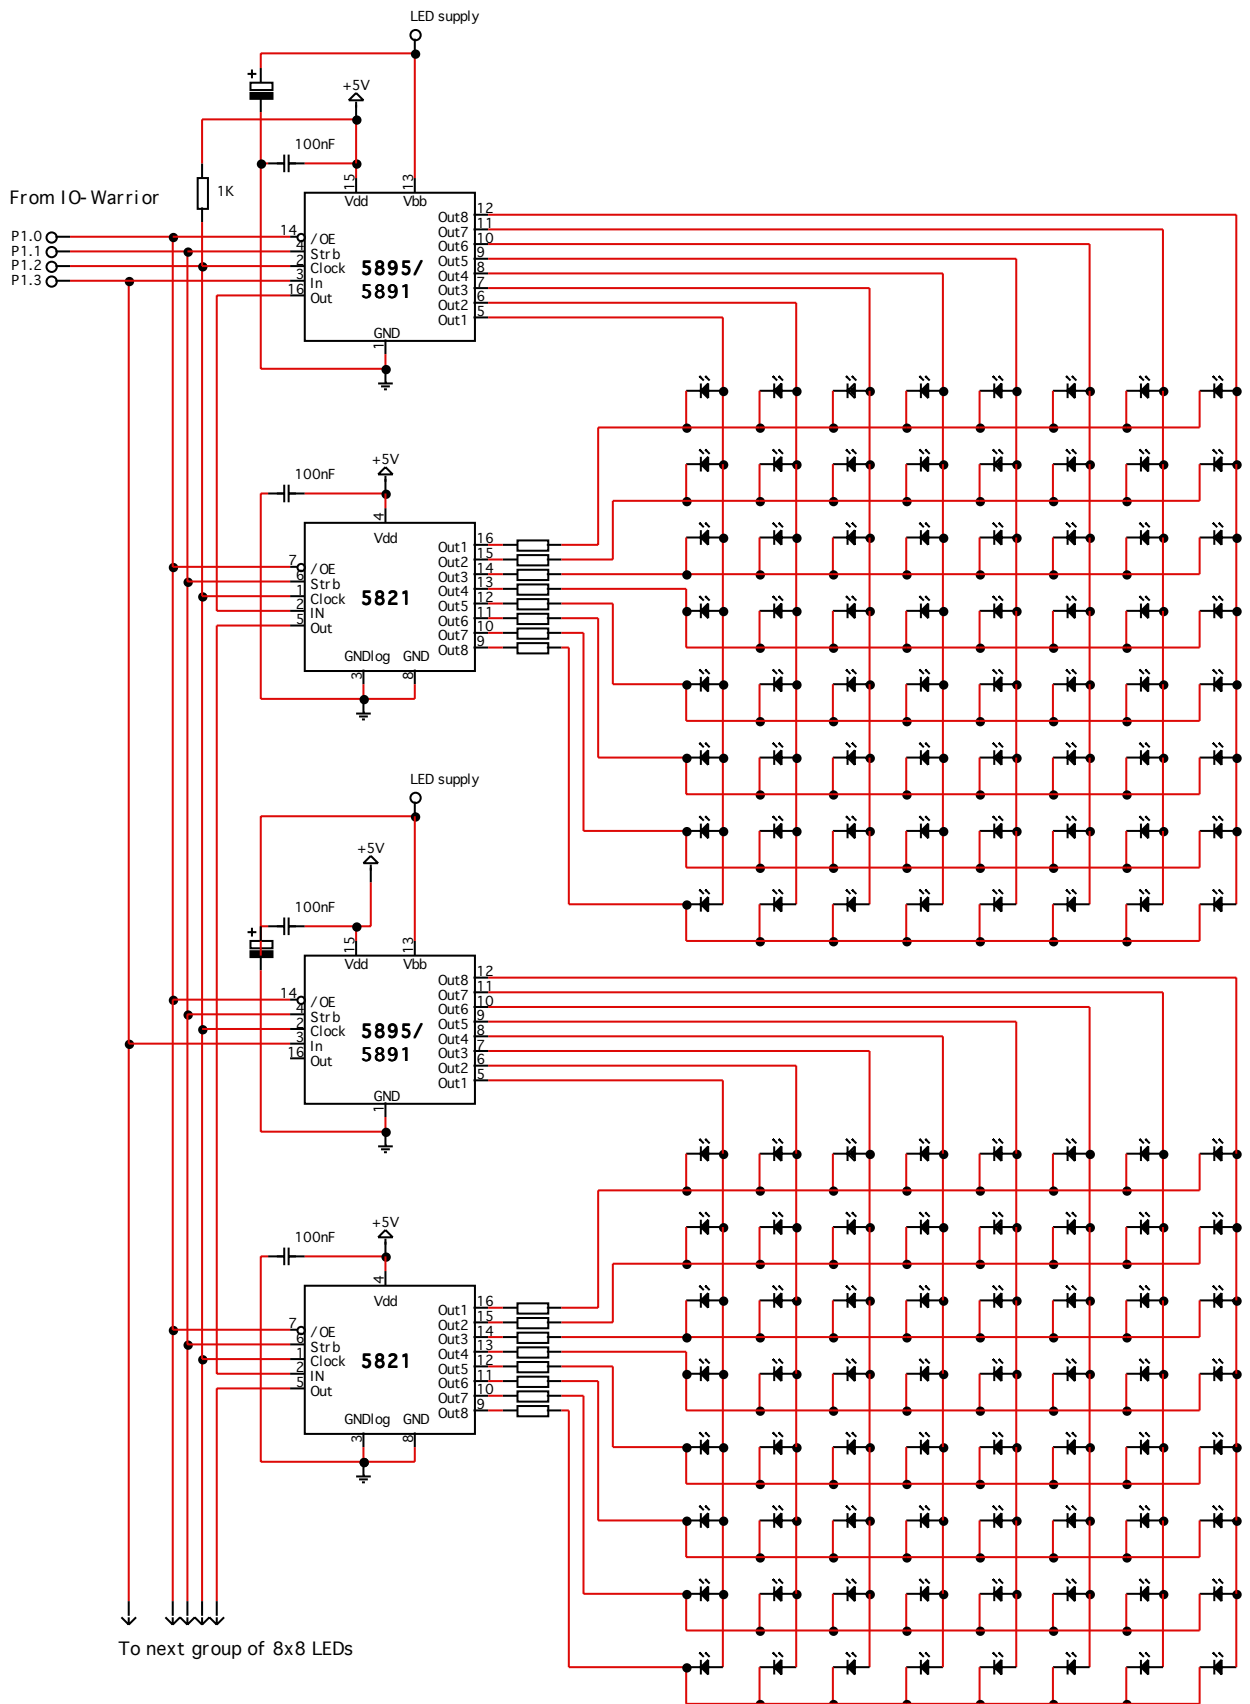 LED supply
+
+5V
100nF
1K
From IO-Warrior
15 13
Vdd Vbb
P1.0
P1.1
P1.2
P1.3
14 /OE
4 Strb
2 Clock
3 In
16 Out
5895/
5891
Out8 12
Out7 11
Out6 10
Out5 9
Out4 8
Out3 7
Out2 6
Out1 5
GND
1
+5V
100nF
4
Vdd
7 /OE
6 Strb
1 Clock
2 IN
5 Out
5821
Out1 16
Out2 15
Out3 14
Out4 13
Out5 12
Out6 11
Out7 10
Out8 9
GNDlog GND
3 8
LED supply
+5V
100nF
+
15 13
Vdd Vbb
14 /OE
4 Strb
2 Clock
3 In
16 Out
5895/
5891
Out8 12
Out7 11
Out6 10
Out5 9
Out4 8
Out3 7
Out2 6
Out1 5
GND
1
+5V
100nF
4
Vdd
7 /OE
6 Strb
1 Clock
2 IN
5 Out
5821
Out1 16
Out2 15
Out3 14
Out4 13
Out5 12
Out6 11
Out7 10
Out8 9
GNDlog GND
3 8
To next group of 8x8 LEDs